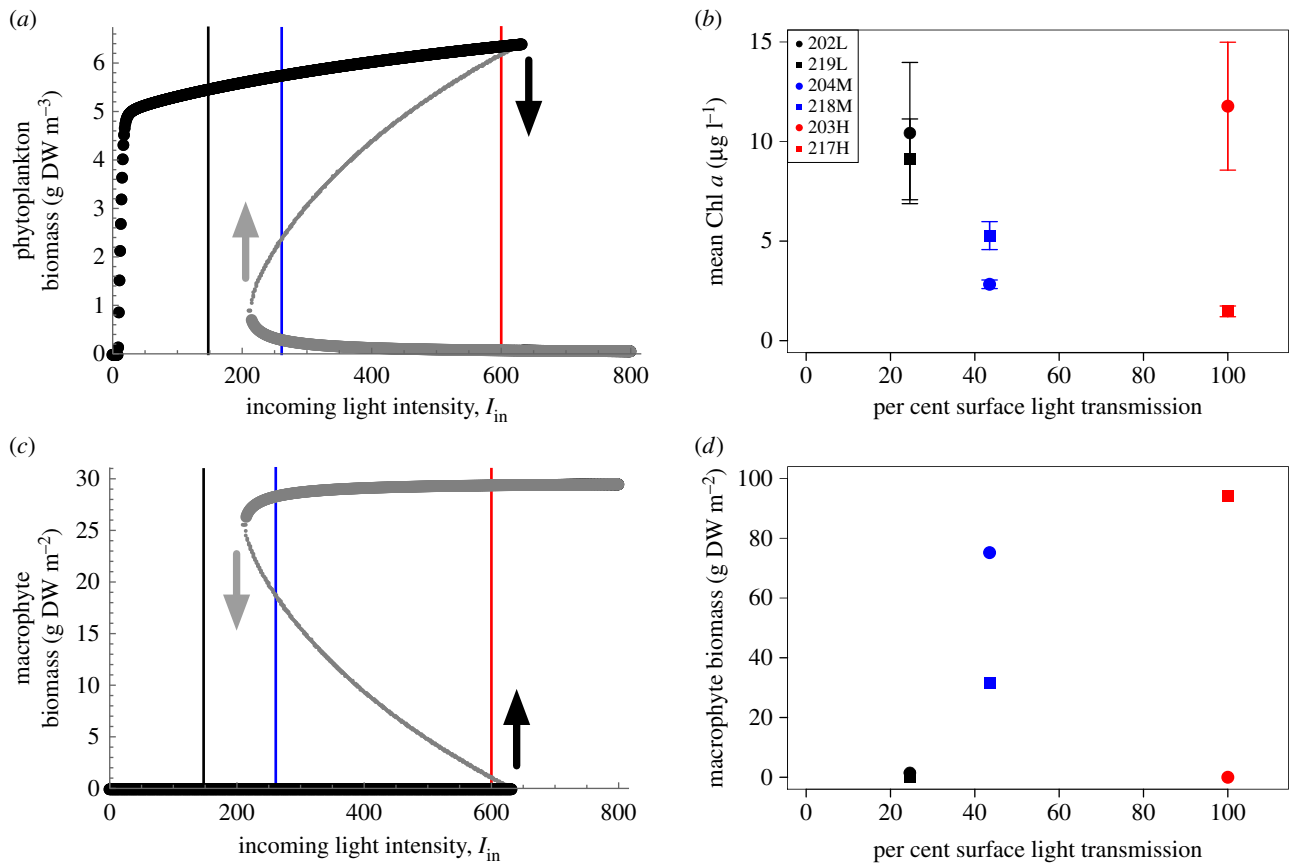 (a)
6
5
4
3
2
1
0
phytoplankton
biomass (g DW m⁻³)
0
200
400
600
800
incoming light intensity, I_in
(b)
15
10
5
0
mean Chl a (µg l⁻¹)
202L
219L
204M
218M
203H
217H
0
20
40
60
80
100
per cent surface light transmission
(c)
30
25
20
15
10
5
0
macrophyte
biomass (g DW m⁻²)
0
200
400
600
800
incoming light intensity, I_in
(d)
100
80
60
40
20
0
macrophyte biomass (g DW m⁻²)
0
20
40
60
80
100
per cent surface light transmission